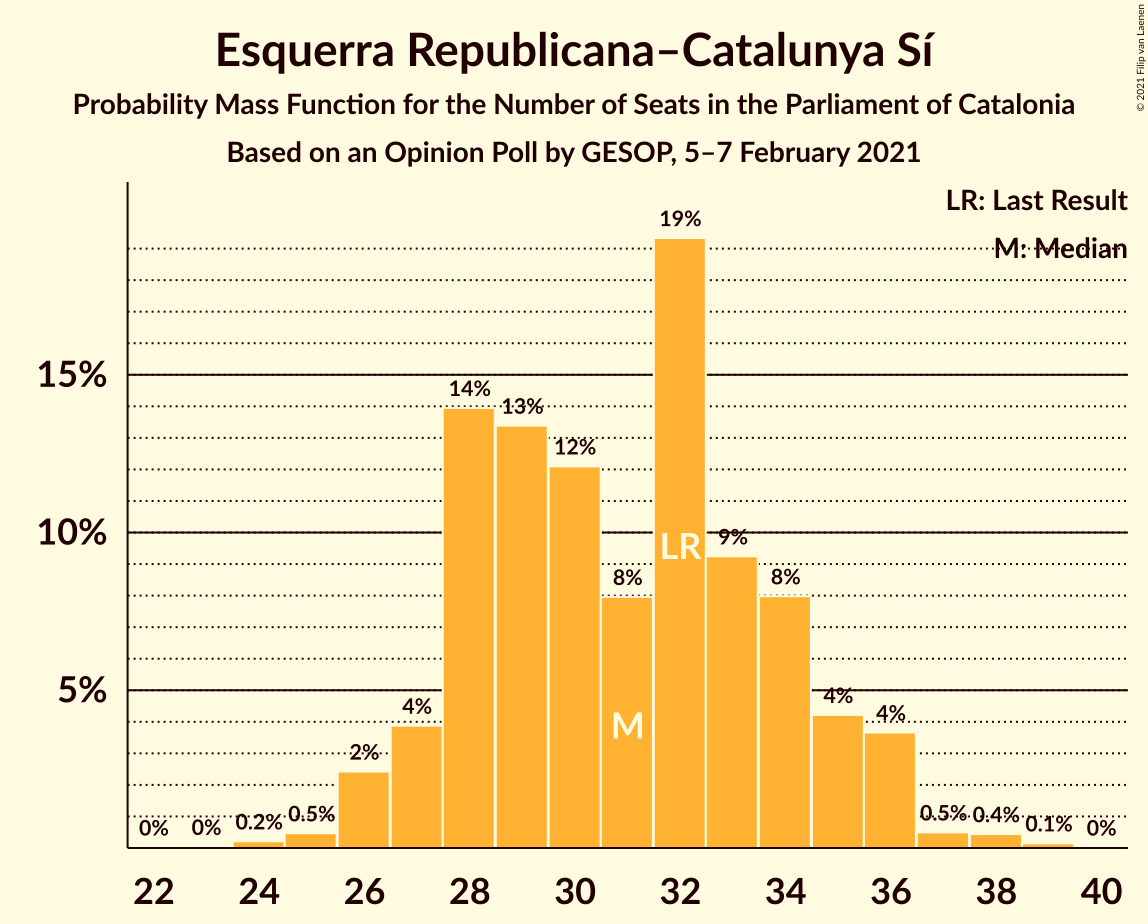 Esquerra Republicana–Catalunya Sí
Probability Mass Function for the Number of Seats in the Parliament of Catalonia
Based on an Opinion Poll by GESOP, 5–7 February 2021
© 2021 Filip van Laenen
LR: Last Result
M: Median
19%
15%
14%
13%
12%
10%
LR
9%
8%
8%
5%
4%
4%
4%
M
2%
0%
0%
0.2%
0.5%
0.5%
0.4%
0.1%
0%
22 24 26 28 30 32 34 36 38 40